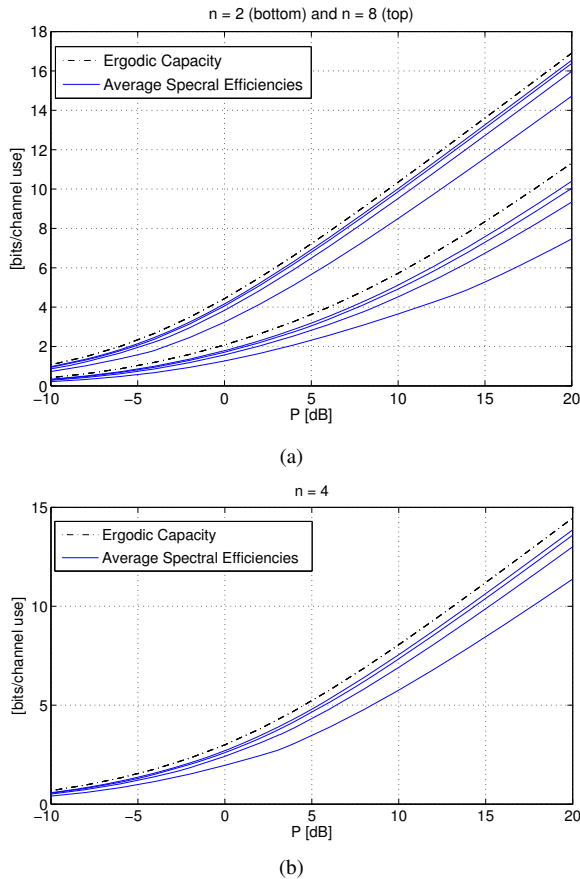 n = 2 (bottom) and n = 8 (top)
18
16
14
12
10
8
6
4
2
0
[bits/channel use]
Ergodic Capacity
Average Specral Efficiencies
−10 −5 0 5 10 15 20
P [dB]
(a)
n = 4
15
10
5
0
[bits/channel use]
Ergodic Capacity
Average Spectral Efficiencies
−10 −5 0 5 10 15 20
P [dB]
(b)